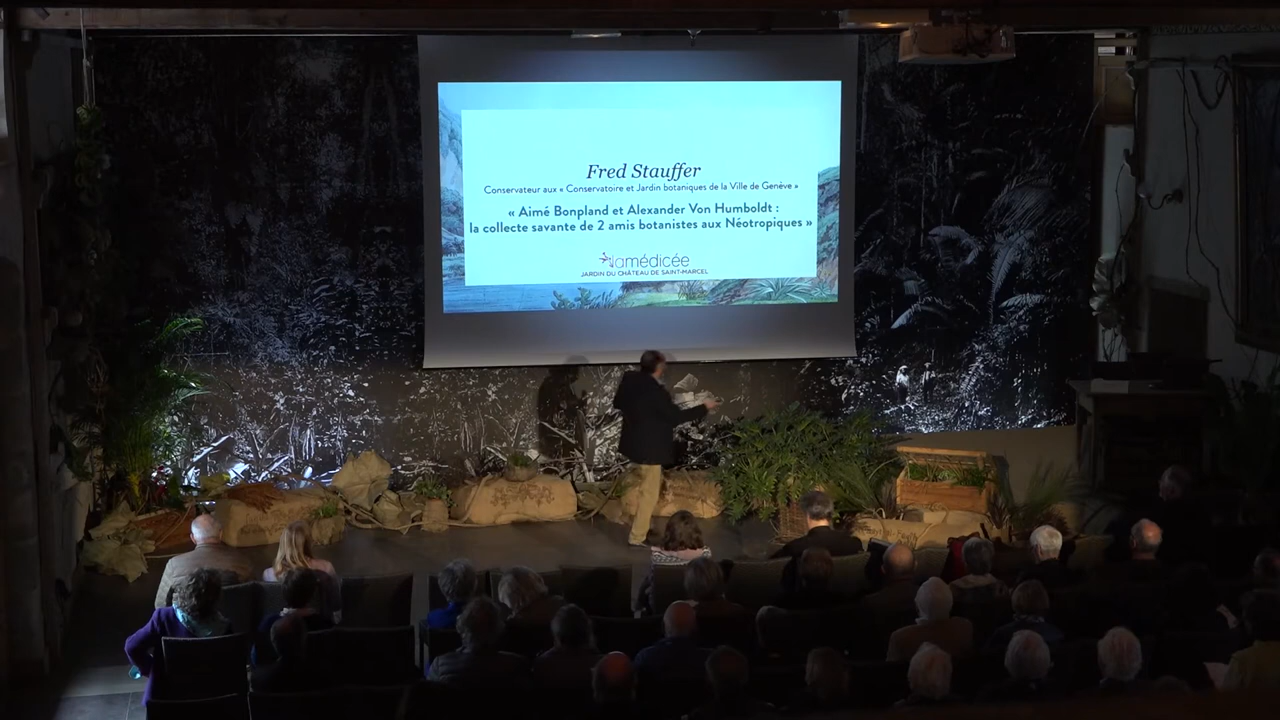 Fred Stauffer
Conservateur aux « Conservatoire et Jardin botaniques de la Ville de Genève »
« Aimé Bonpland et Alexander Von Humboldt :
la collecte savante de 2 amis botanistes aux Néotropiques »
lamédicée
JARDIN DU CHÂTEAU DE SAINT-MARCEL